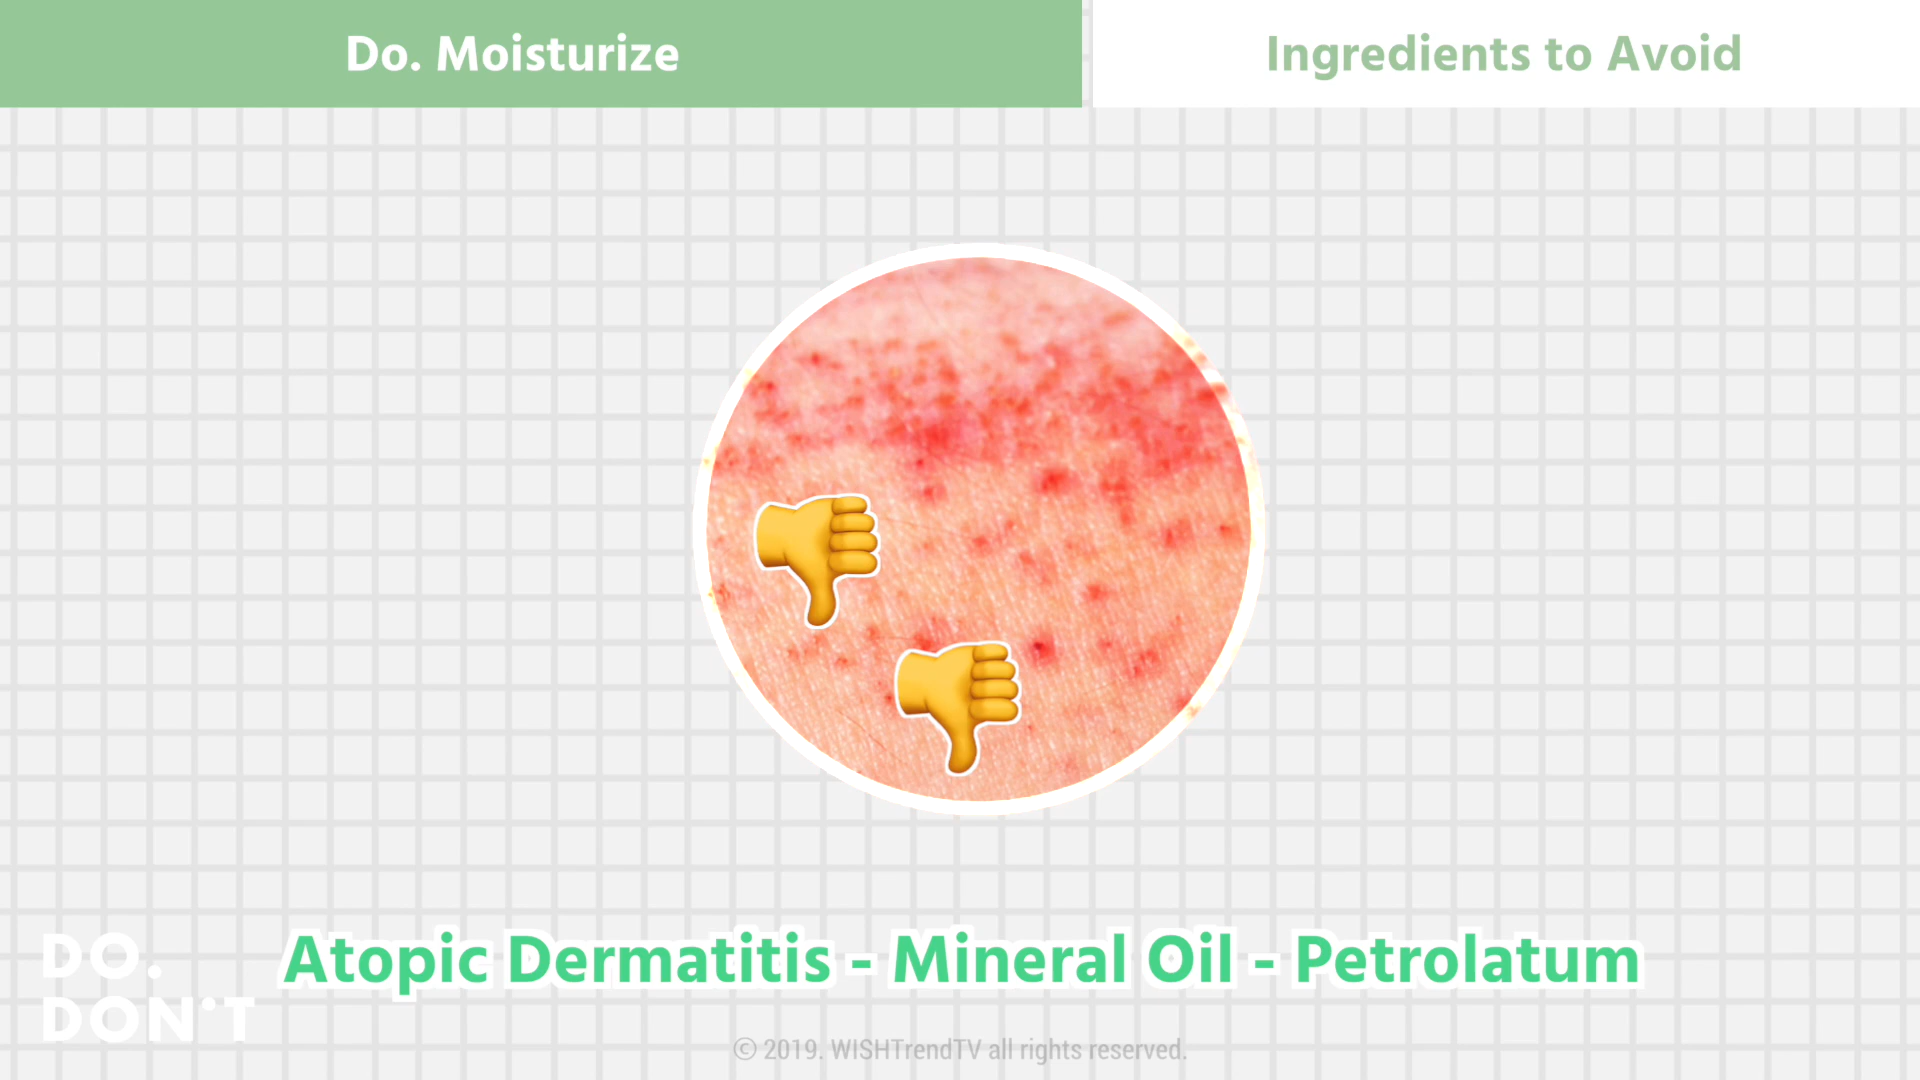 Do. Moisturize
Ingredients to Avoid
Atopic Dermatitis - Mineral Oil - Petrolatum
DO.
DON'T
© 2019. WISHTrendTV all rights reserved.